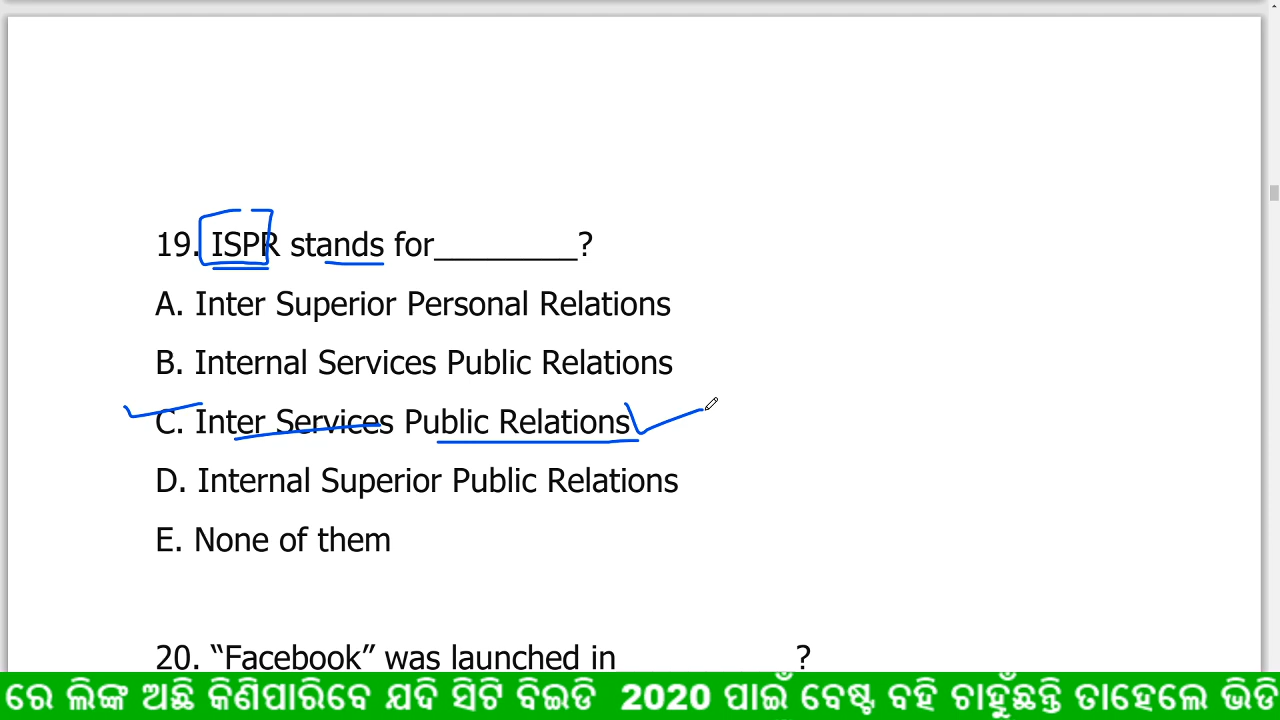 19. ISPR stands for_________?
A. Inter Superior Personal Relations
B. Internal Services Public Relations
C. Inter Services Public Relations
D. Internal Superior Public Relations
E. None of them
20. “Facebook” was launched in ___________?
ରେ ଲିଙ୍କ ଅଛି କିଣିପାରିବେ ଯଦି ସିଟି ବିଇଡି 2020 ପାଇଁ ବେଷ୍ଟ ବହି ଚାହୁଁଛନ୍ତି ତାହେଲେ ଭିଡି